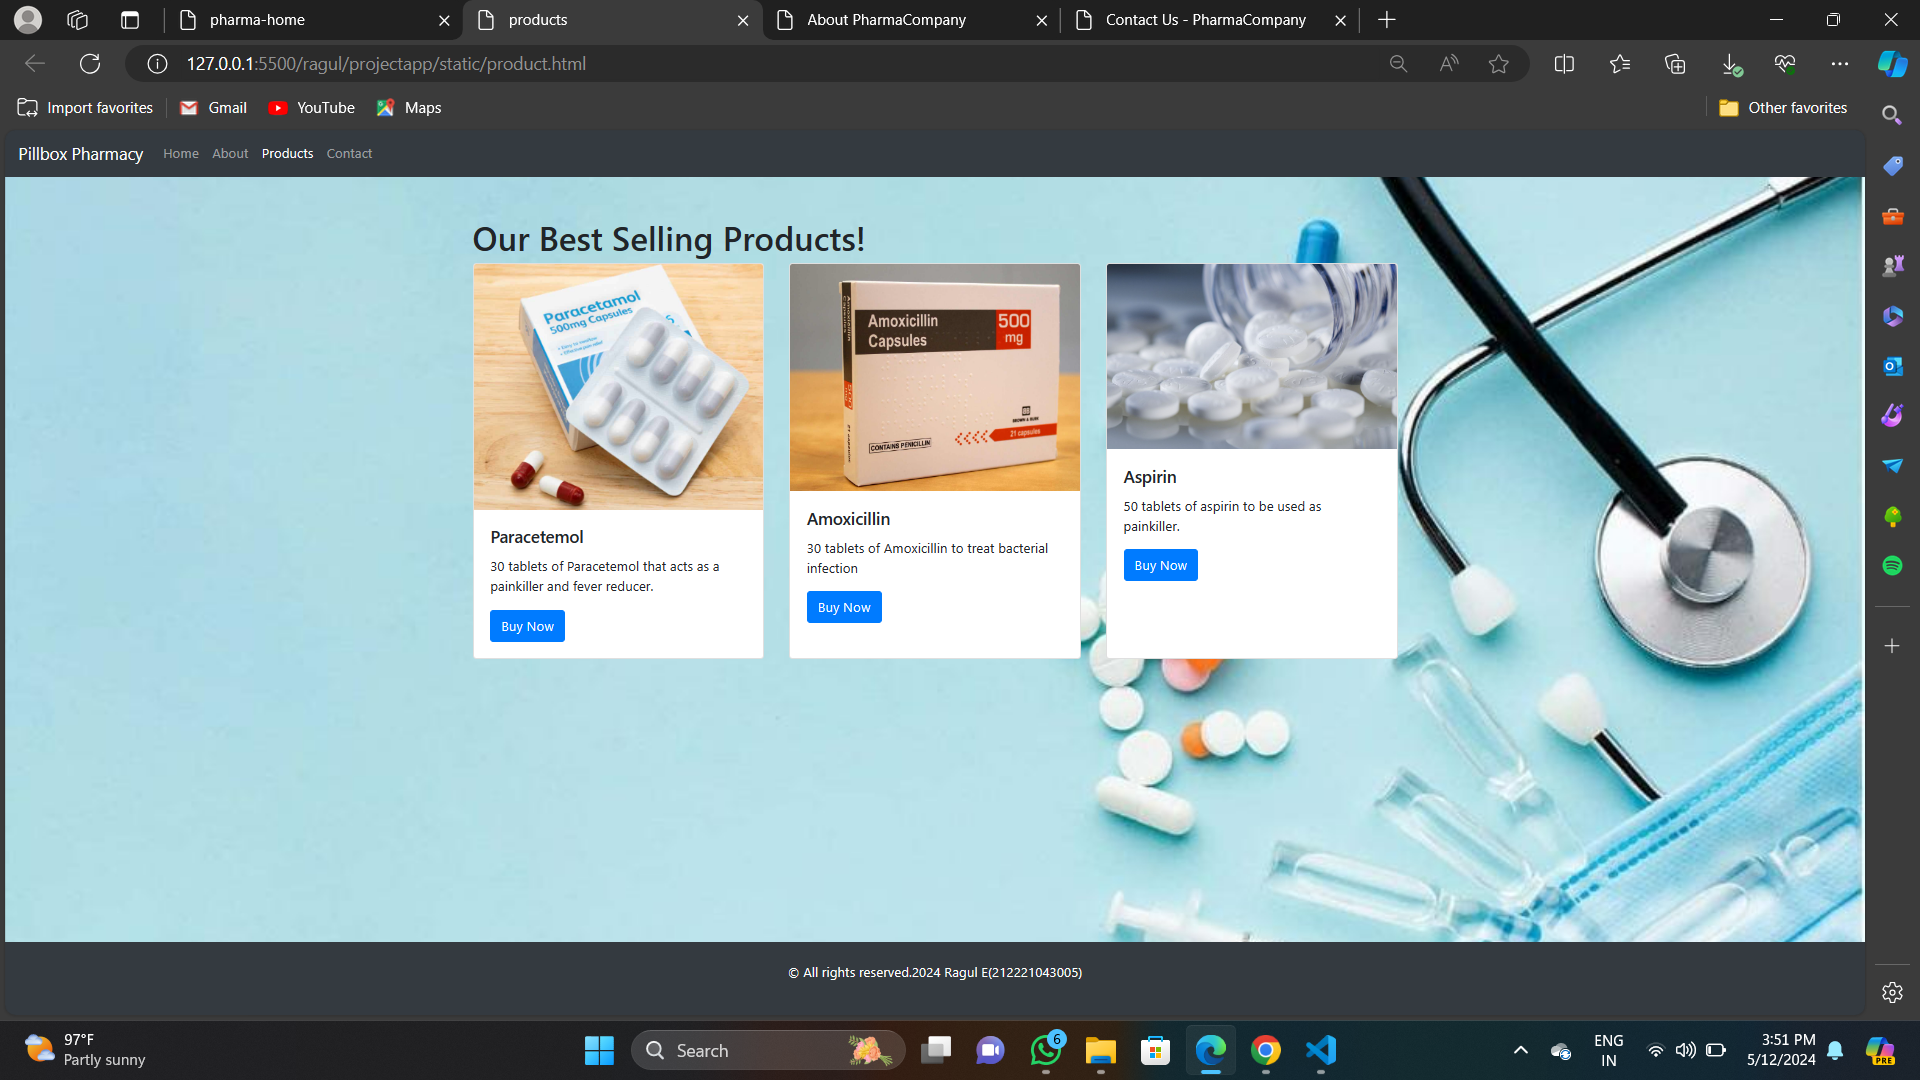 pharma-home
products
About PharmaCompany
Contact Us - PharmaCompany
127.0.0.1:5500/ragul/projectapp/static/product.html
Import favorites
Gmail
YouTube
Maps
Other favorites
Pillbox Pharmacy
Home
About
Products
Contact
Our Best Selling Products!
Paracetamol
500mg Capsules
Amoxicillin
Capsules
500
mg
CONTAINS PENICILLIN
21 capsules
Paracetemol
30 tablets of Paracetemol that acts as a
painkiller and fever reducer.
Buy Now
Amoxicillin
30 tablets of Amoxicillin to treat bacterial
infection
Buy Now
Aspirin
50 tablets of aspirin to be used as
painkiller.
Buy Now
© All rights reserved.2024 Ragul E(212221043005)
97°F
Partly sunny
Search
6
ENG
IN
3:51 PM
5/12/2024
PRE